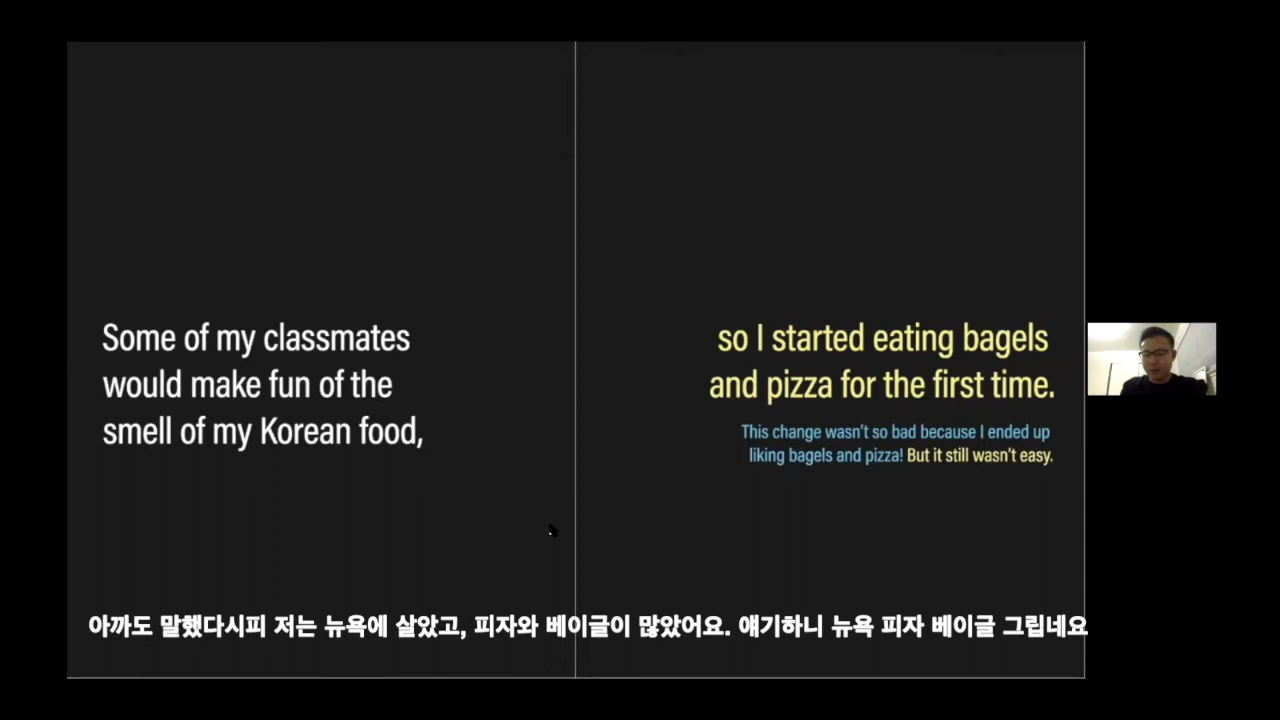 Some of my classmates
would make fun of the
smell of my Korean food,
so I started eating bagels
and pizza for the first time.
This change wasn't so bad because I ended up
liking bagels and pizza! But it still wasn't easy.
아까도 말했다시피 저는 뉴욕에 살았고, 피자와 베이글이 많았어요. 얘기하니 뉴욕 피자 베이글 그립네요